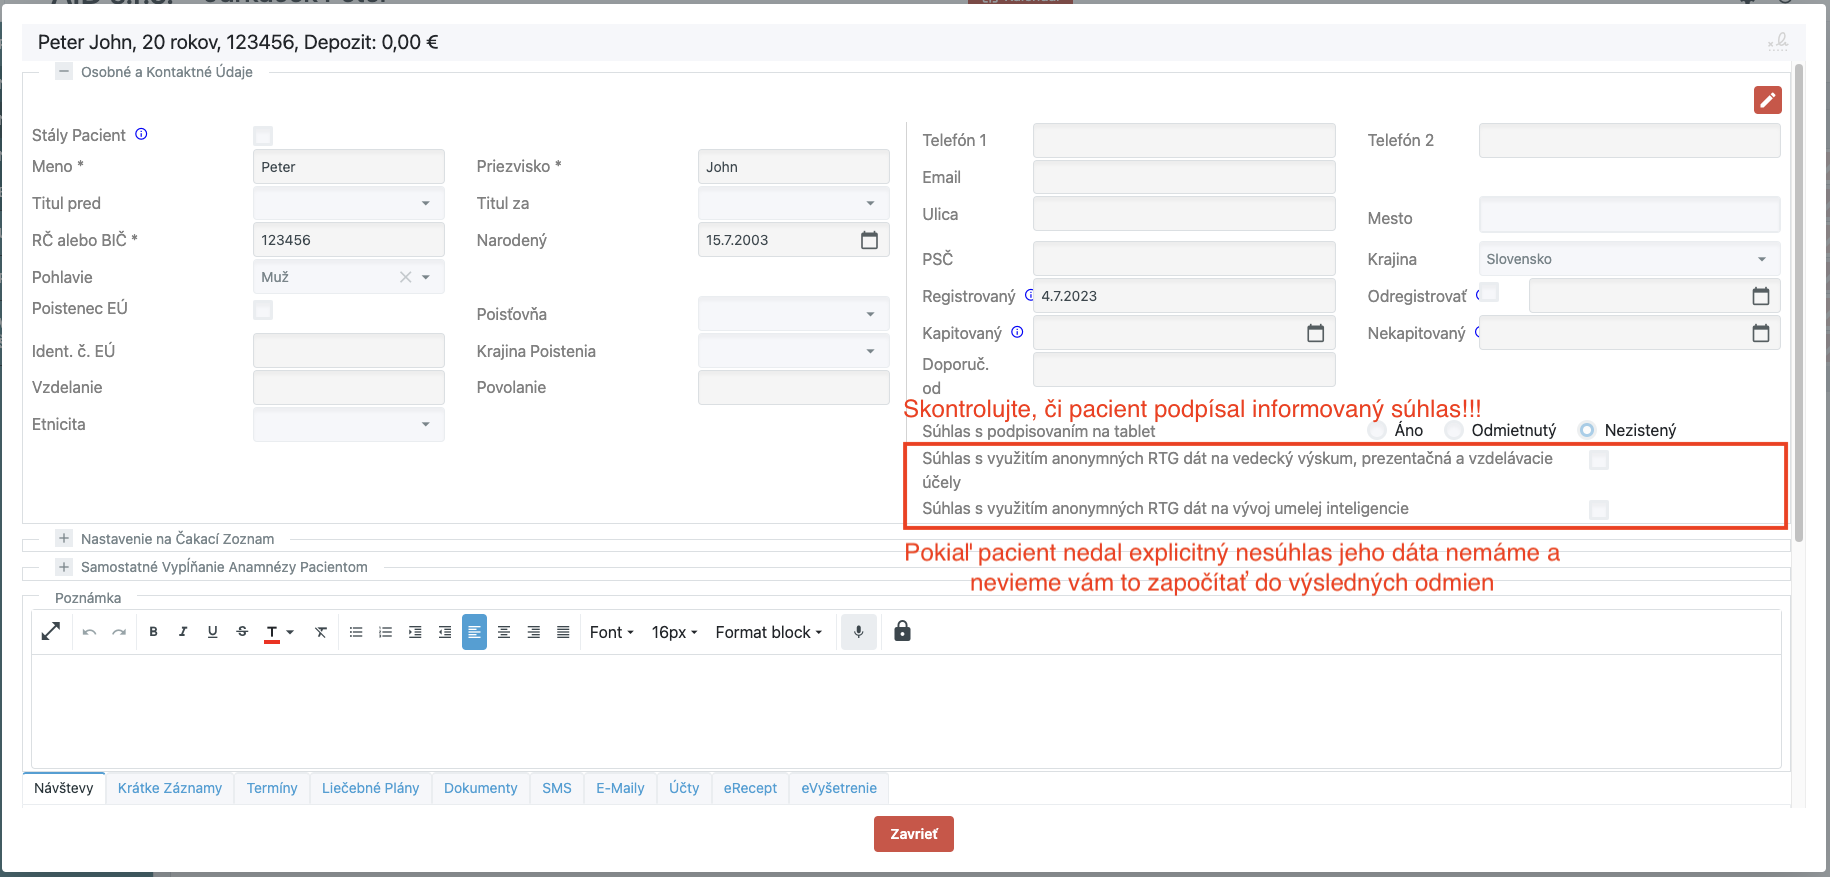 Peter John, 20 rokov, 123456, Depozit: 0,00 €
Osobné a Kontaktné Údaje
Stály Pacient
Meno * Peter Priezvisko * John
Titul pred Titul za
RČ alebo BIČ * 123456 Narodený 15.7.2003
Pohlavie Muž
Poistenec EÚ Poisťovňa
Ident. č. EÚ Krajina Poistenia
Vzdelanie Povolanie
Etnicita
Telefón 1 Telefón 2
Email
Ulica Mesto
PSČ Krajina Slovensko
Registrovaný 4.7.2023 Odregistrovať
Kapitovaný Nekapitovaný
Doporuč.
od
Skontrolujte, či pacient podpísal informovaný súhlas!!!
Súhlas s podpisovaním na tablet Áno Odmietnutý Nezistený
Súhlas s využitím anonymných RTG dát na vedecký výskum, prezentačná a vzdelávacie
účely
Súhlas s využitím anonymných RTG dát na vývoj umelej inteligencie
Pokiaľ pacient nedal explicitný nesúhlas jeho dáta nemáme a
nevieme vám to započítať do výsledných odmien
Nastavenie na Čakací Zoznam
Samostatné Vypĺňanie Anamnézy Pacientom
Poznámka
B I U S T Font 16px Format block
Návštevy Krátke Záznamy Termíny Liečebné Plány Dokumenty SMS E-Maily Účty eRecept eVyšetrenie
Zavrieť